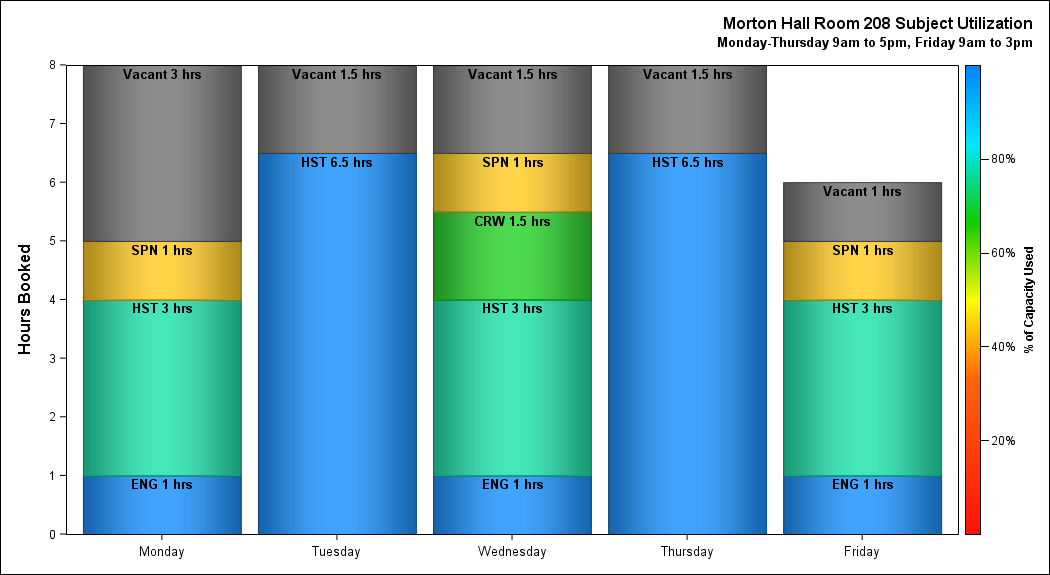 Morton Hall Room 208 Subject Utilization
Monday-Thursday 9am to 5pm, Friday 9am to 3pm
Hours Booked
8
7
6
5
4
3
2
1
0
Vacant 3 hrs
SPN 1 hrs
HST 3 hrs
ENG 1 hrs
Vacant 1.5 hrs
HST 6.5 hrs
Vacant 1.5 hrs
SPN 1 hrs
CRW 1.5 hrs
HST 3 hrs
ENG 1 hrs
Vacant 1.5 hrs
HST 6.5 hrs
Vacant 1 hrs
SPN 1 hrs
HST 3 hrs
ENG 1 hrs
Monday Tuesday Wednesday Thursday Friday
80%
60%
40%
20%
% of Capacity Used